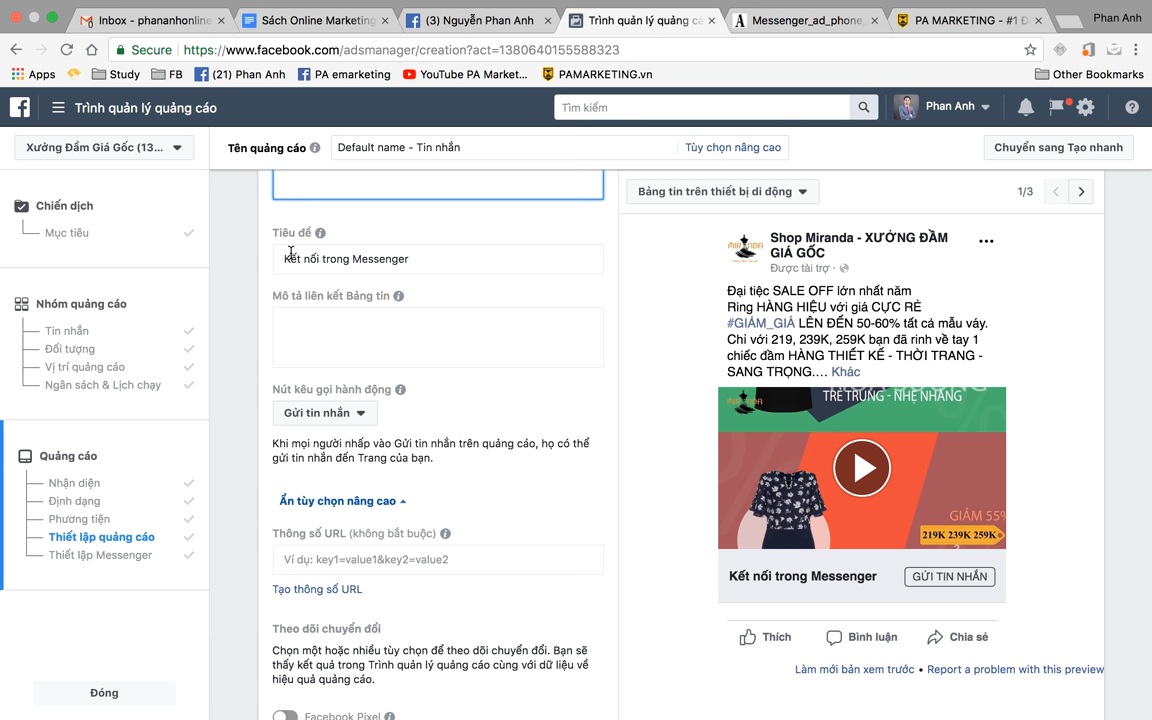 Inbox - phananhonline
Sách Online Marketing
(3) Nguyễn Phan Anh
Trình quản lý quảng cá
Messenger_ad_phone
PA MARKETING - #1 Đ
Phan Anh
Secure
https://www.facebook.com/adsmanager/creation?act=1380640155588323
Apps
Study
FB
(21) Phan Anh
PA emarketing
YouTube PA Market...
PAMARKETING.vn
Other Bookmarks
Trình quản lý quảng cáo
Tìm kiếm
Phan Anh
Xưởng Đầm Giá Gốc (13...
Tên quảng cáo
Default name - Tin nhắn
Tùy chọn nâng cao
Chuyển sang Tạo nhanh
Chiến dịch
Mục tiêu
Nhóm quảng cáo
Tin nhắn
Đối tượng
Vị trí quảng cáo
Ngân sách & Lịch chạy
Quảng cáo
Nhận diện
Định dạng
Phương tiện
Thiết lập quảng cáo
Thiết lập Messenger
Đóng
Tiêu đề
Kết nối trong Messenger
Mô tả liên kết Bảng tin
Nút kêu gọi hành động
Gửi tin nhắn
Khi mọi người nhấp vào Gửi tin nhắn trên quảng cáo, họ có thể
gửi tin nhắn đến Trang của bạn.
Ẩn tùy chọn nâng cao
Thông số URL (không bắt buộc)
Ví dụ: key1=value1&key2=value2
Tạo thông số URL
Theo dõi chuyển đổi
Chọn một hoặc nhiều tùy chọn để theo dõi chuyển đổi. Bạn sẽ
thấy kết quả trong Trình quản lý quảng cáo cùng với dữ liệu về
hiệu quả quảng cáo.
Facebook Pixel
Bảng tin trên thiết bị di động
1/3
Shop Miranda - XƯỞNG ĐẦM
GIÁ GỐC
Được tài trợ ·
Đại tiệc SALE OFF lớn nhất năm
Ring HÀNG HIỆU với giá CỰC RẺ
#GIẢM_GIÁ LÊN ĐẾN 50-60% tất cả mẫu váy.
Chỉ với 219, 239K, 259K bạn đã rinh về tay 1
chiếc đầm HÀNG THIẾT KẾ - THỜI TRANG -
SANG TRỌNG.... Khác
TRẺ TRUNG - NHẸ NHÀNG
GIẢM 55%
219K 239K 259K
Kết nối trong Messenger
GỬI TIN NHẮN
Thích
Bình luận
Chia sẻ
Làm mới bản xem trước • Report a problem with this preview